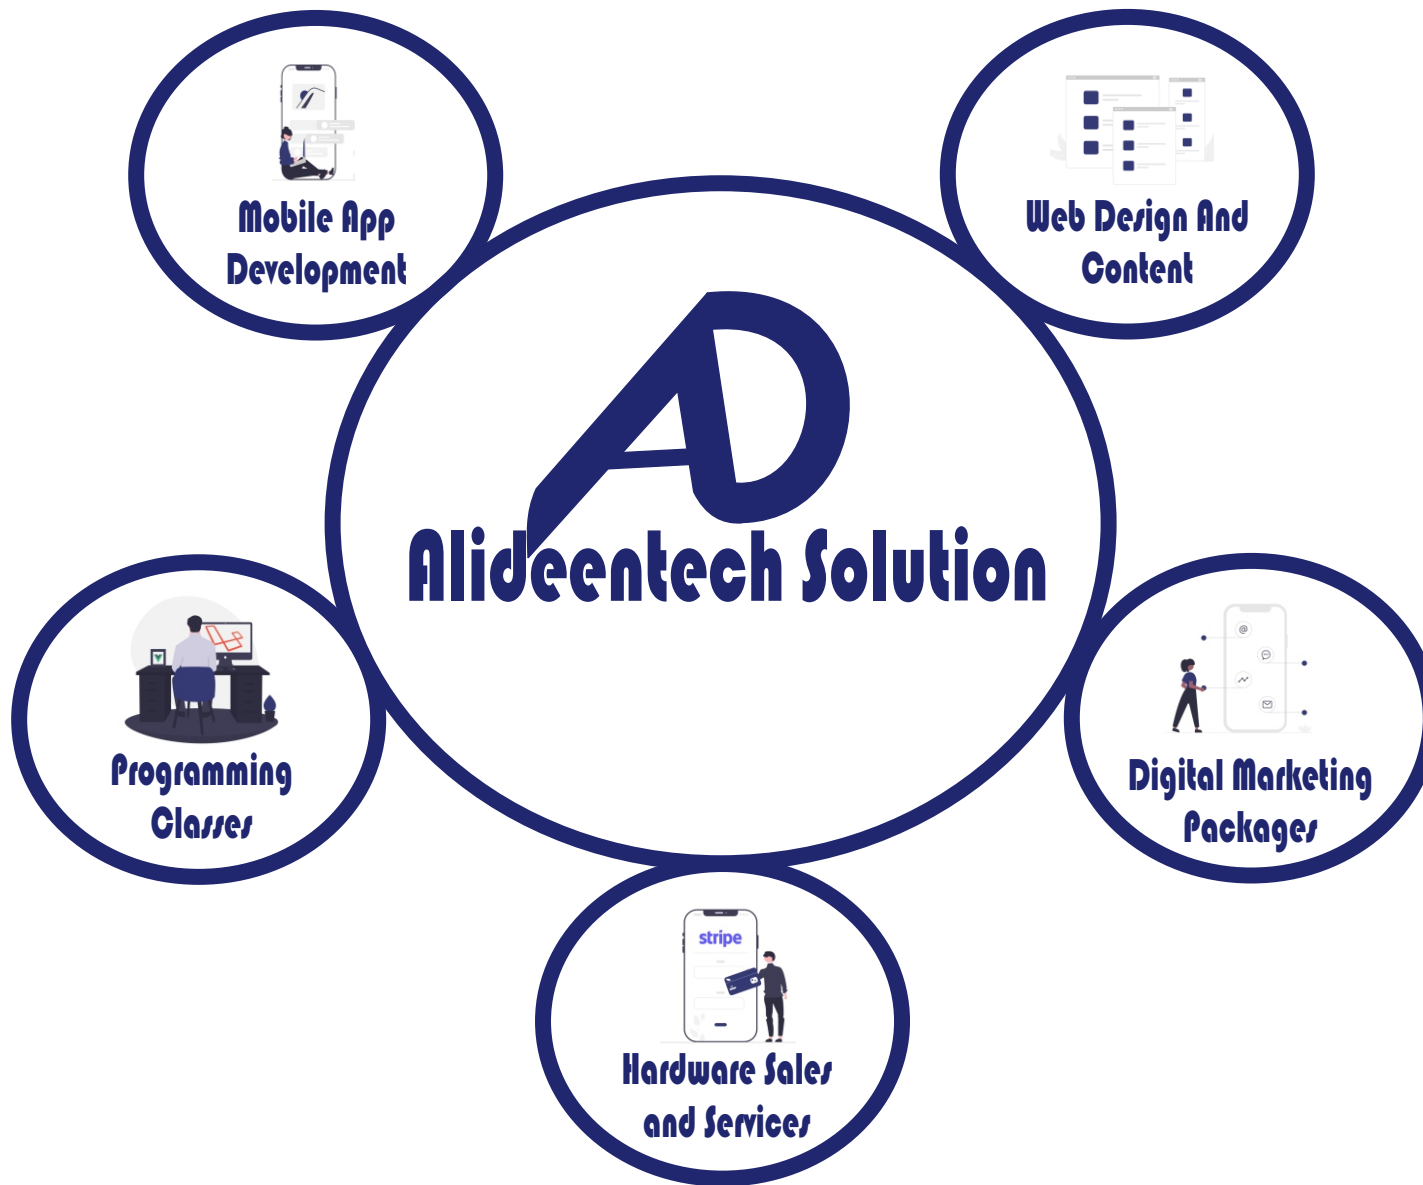 Mobile App
Development
Web Design And
Content
AD
Alideentech Solution
Programming
Classes
@
Digital Marketing
Packages
stripe
Hardware Sales
and Services